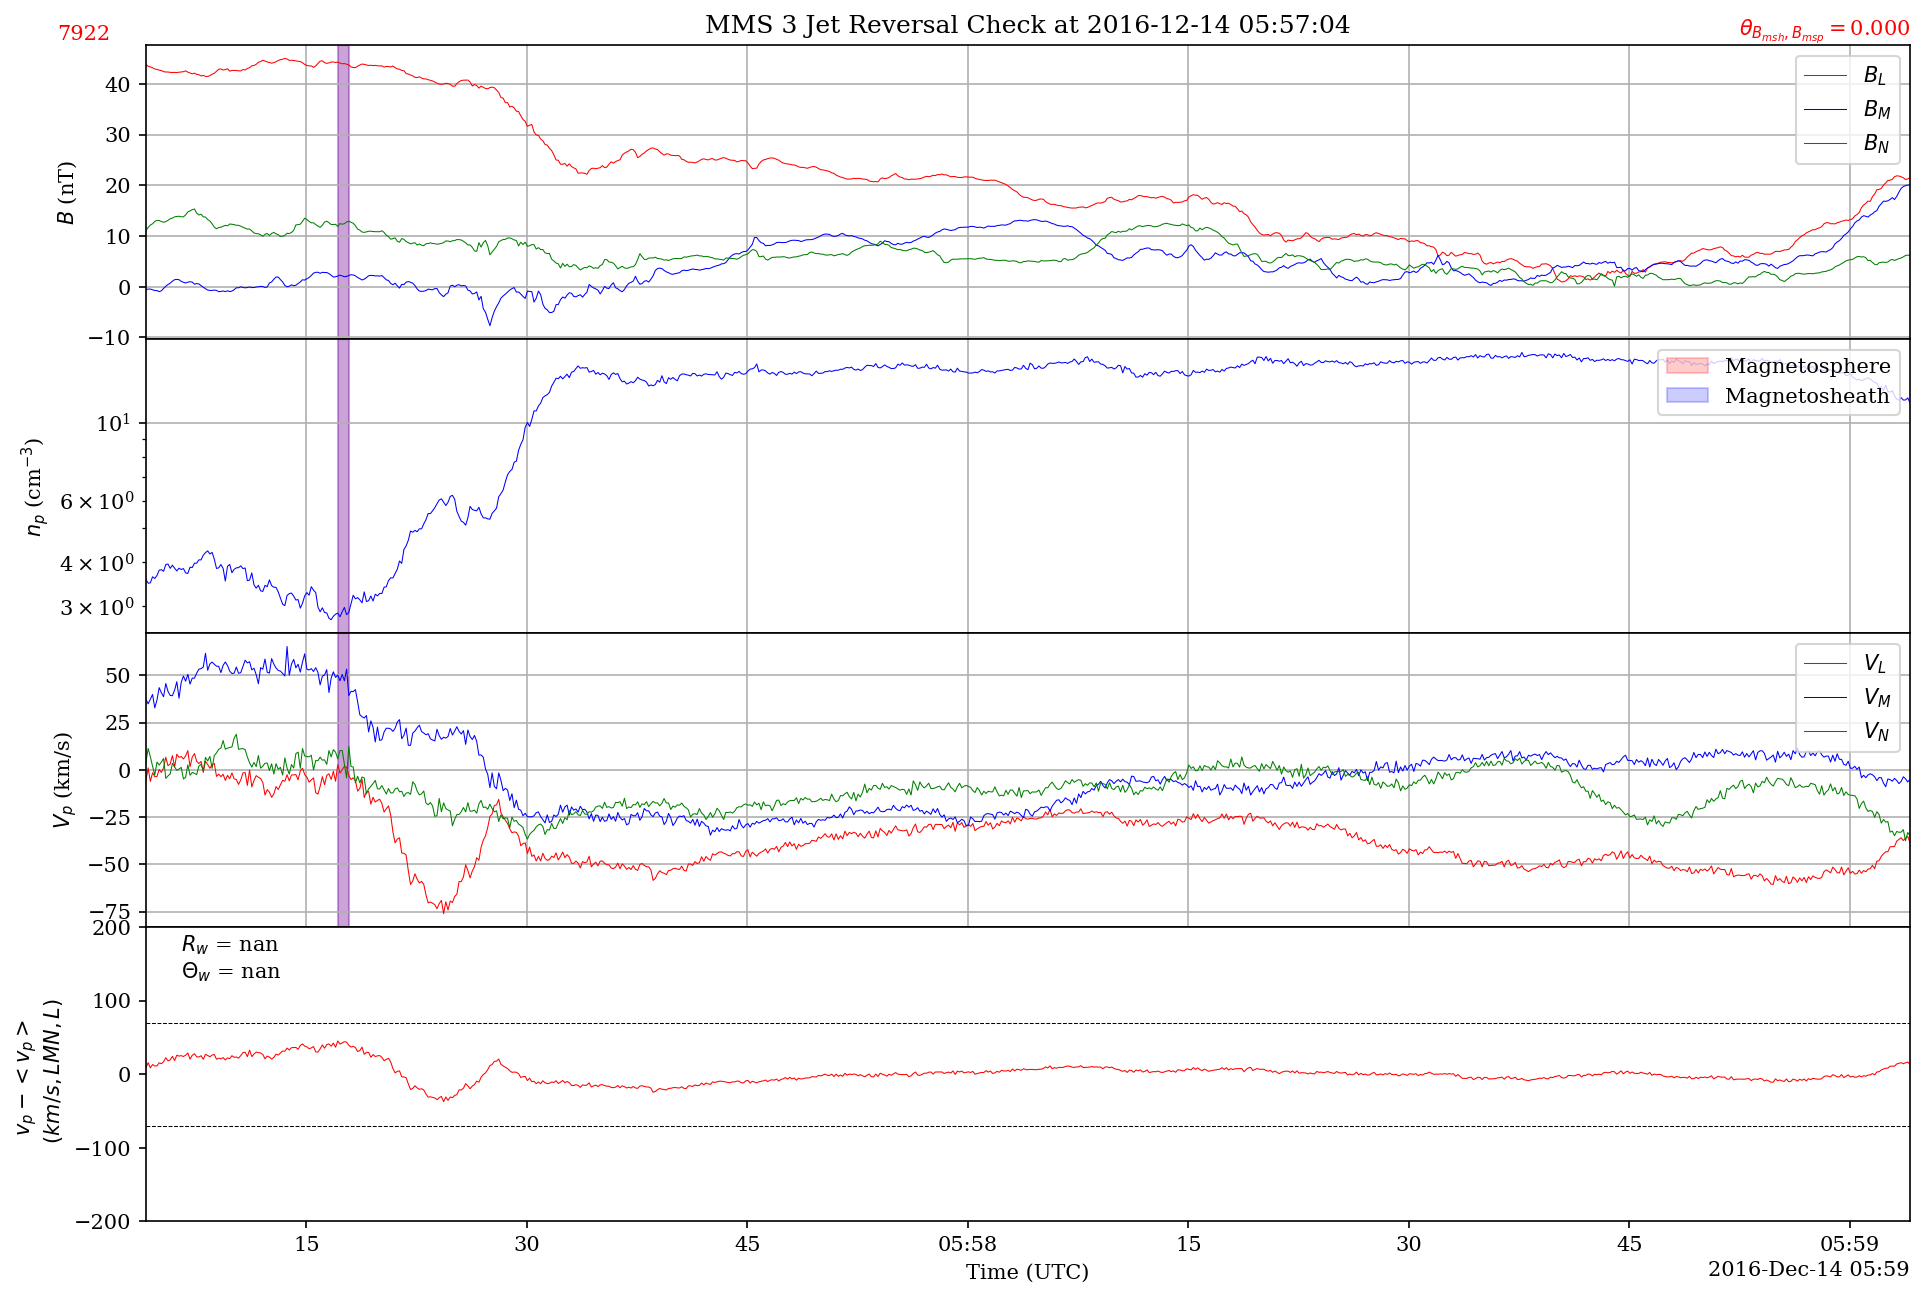 MMS 3 Jet Reversal Check at 2016-12-14 05:57:04
7922
θ_{B_{msh}, B_{msp}} = 0.000
B (nT)
40
30
20
10
0
−10
B_L
B_M
B_N
n_p (cm^{−3})
10^1
6 × 10^0
4 × 10^0
3 × 10^0
Magnetosphere
Magnetosheath
V_p (km/s)
50
25
0
−25
−50
−75
V_L
V_M
V_N
v_p − < v_p >
(km/s, LMN, L)
200
100
0
−100
−200
R_w = nan
Θ_w = nan
15 30 45 05:58 15 30 45 05:59
Time (UTC)
2016-Dec-14 05:59